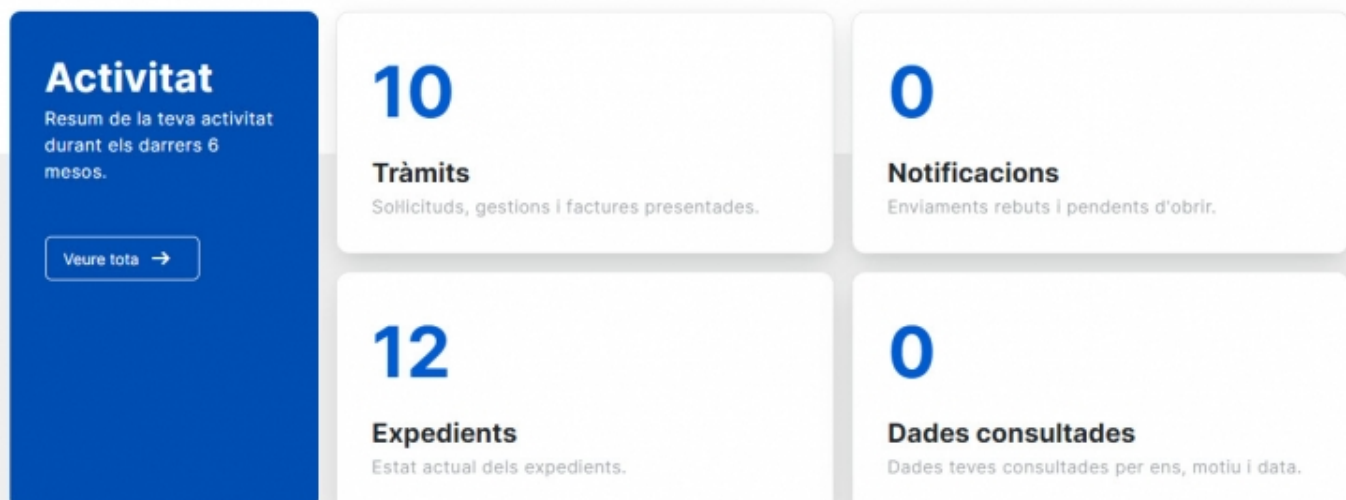 Activitat
Resum de la teva activitat
durant els darrers 6
mesos.
Veure tota →
10
Tràmits
Sol·licituds, gestions i factures presentades.
0
Notificacions
Enviaments rebuts i pendents d'obrir.
12
Expedients
Estat actual dels expedients.
0
Dades consultades
Dades teves consultades per ens, motiu i data.